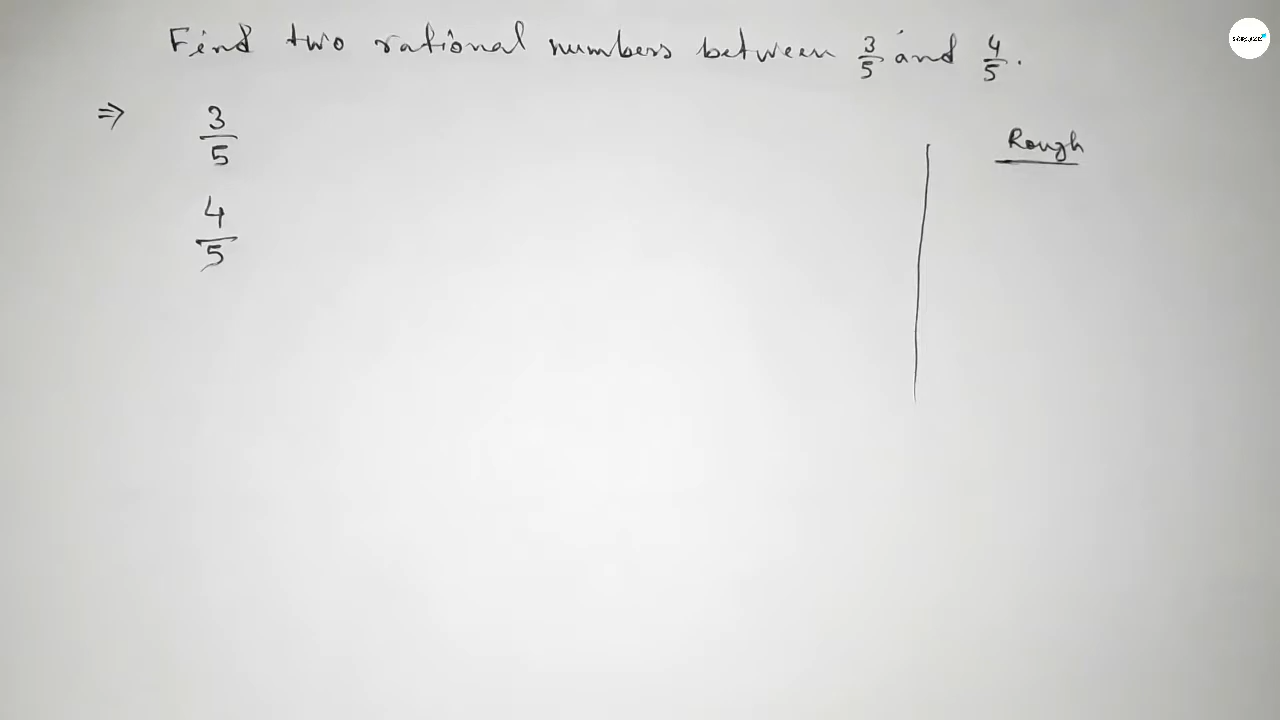 Find two rational numbers between 3/5 and 4/5.
⇒ 3/5
Rough
4/5